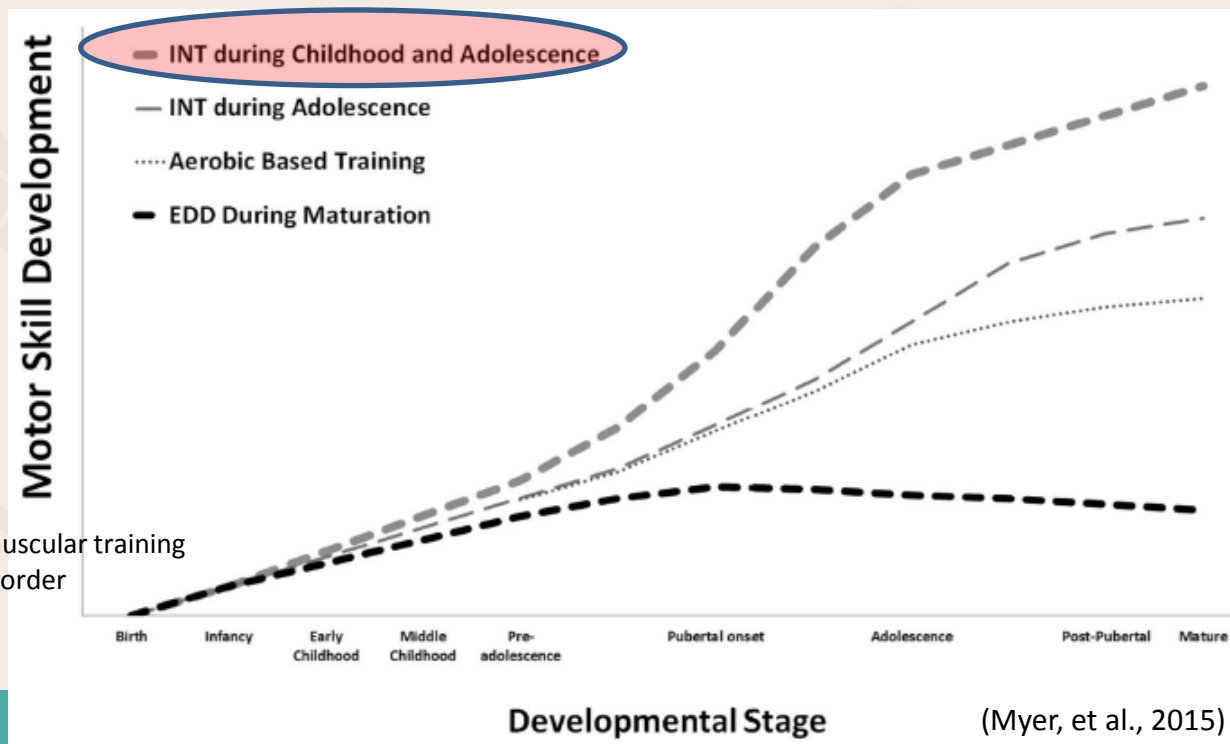 Motor Skill Development
INT during Childhood and Adolescence
INT during Adolescence
Aerobic Based Training
EDD During Maturation
uscular training
order
Birth
Infancy
Early
Childhood
Middle
Childhood
Pre-
adolescence
Pubertal onset
Adolescence
Post-Pubertal
Mature
Developmental Stage
(Myer, et al., 2015)